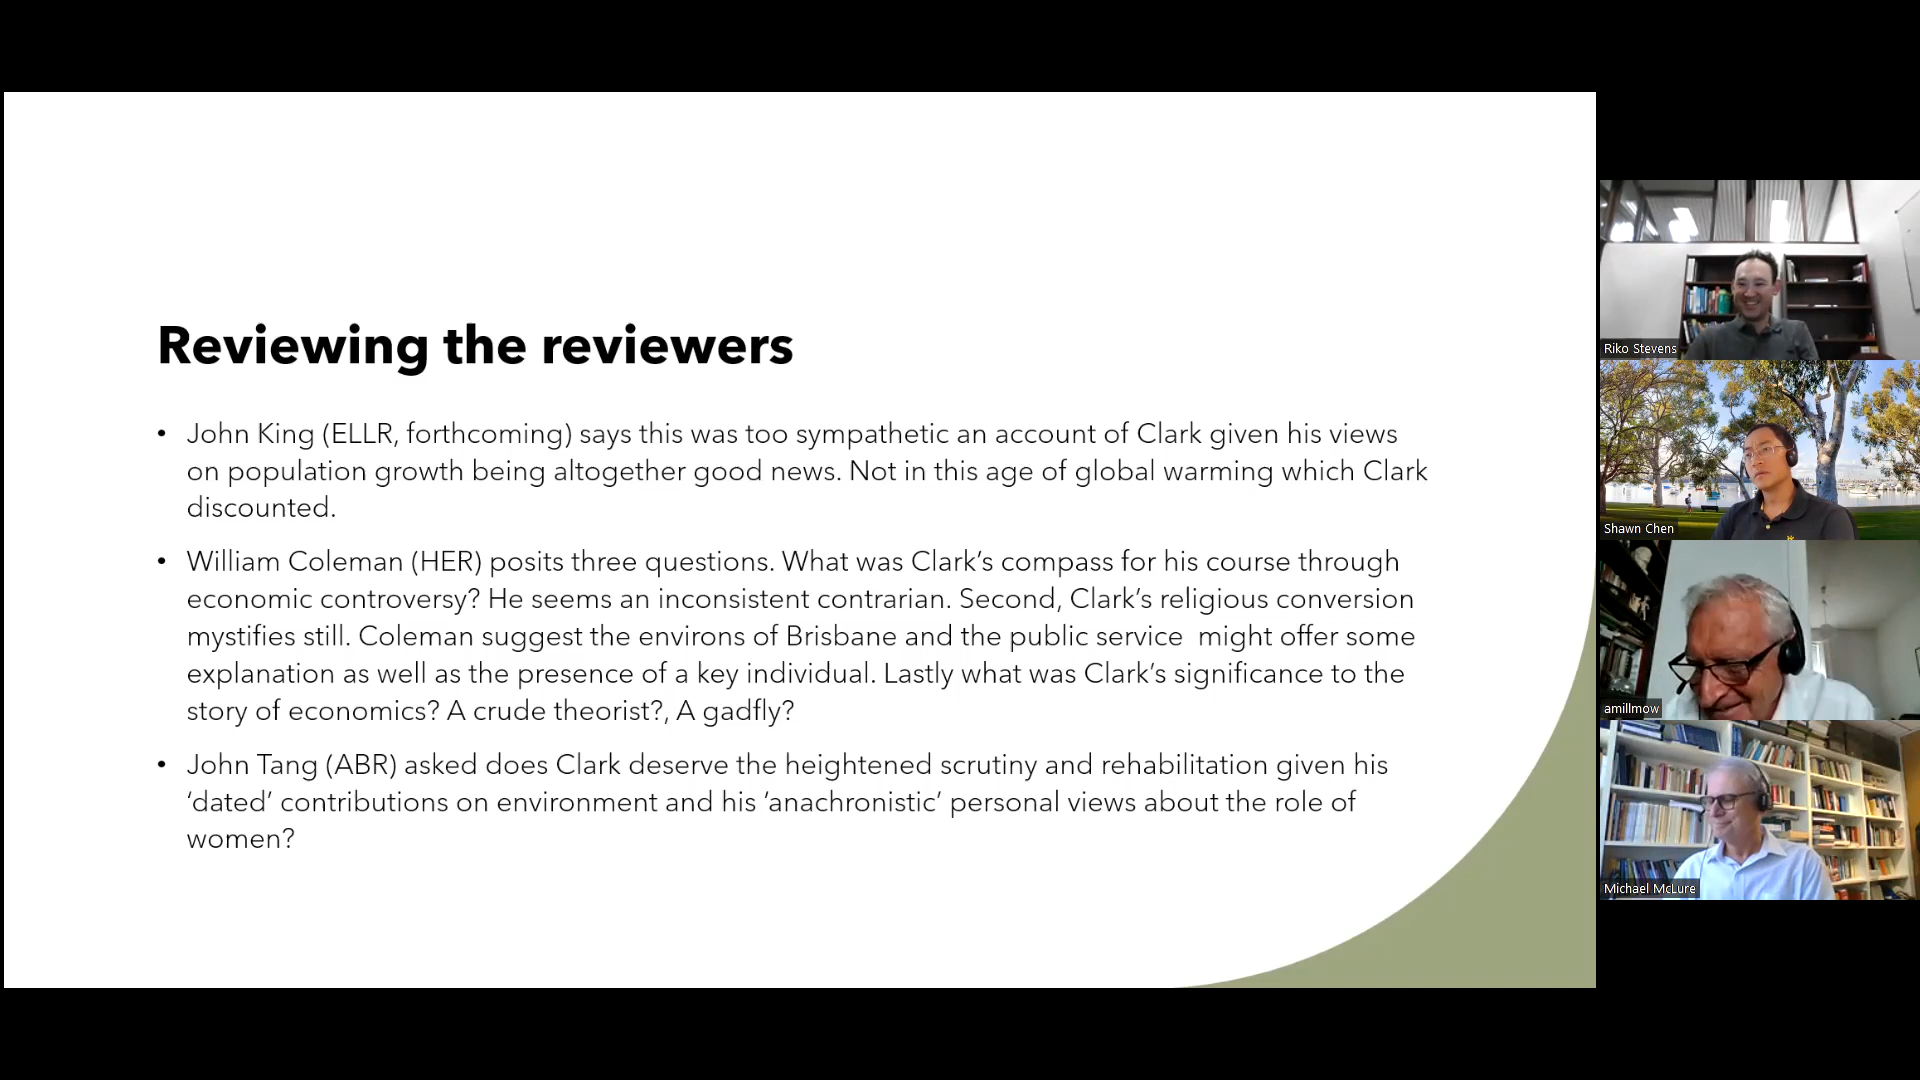 Reviewing the reviewers
• John King (ELLR, forthcoming) says this was too sympathetic an account of Clark given his views
on population growth being altogether good news. Not in this age of global warming which Clark
discounted.
• William Coleman (HER) posits three questions. What was Clark’s compass for his course through
economic controversy? He seems an inconsistent contrarian. Second, Clark’s religious conversion
mystifies still. Coleman suggest the environs of Brisbane and the public service  might offer some
explanation as well as the presence of a key individual. Lastly what was Clark’s significance to the
story of economics? A crude theorist?, A gadfly?
• John Tang (ABR) asked does Clark deserve the heightened scrutiny and rehabilitation given his
‘dated’ contributions on environment and his ‘anachronistic’ personal views about the role of
women?
Riko Stevens
Shawn Chen
amillmow
Michael McLure